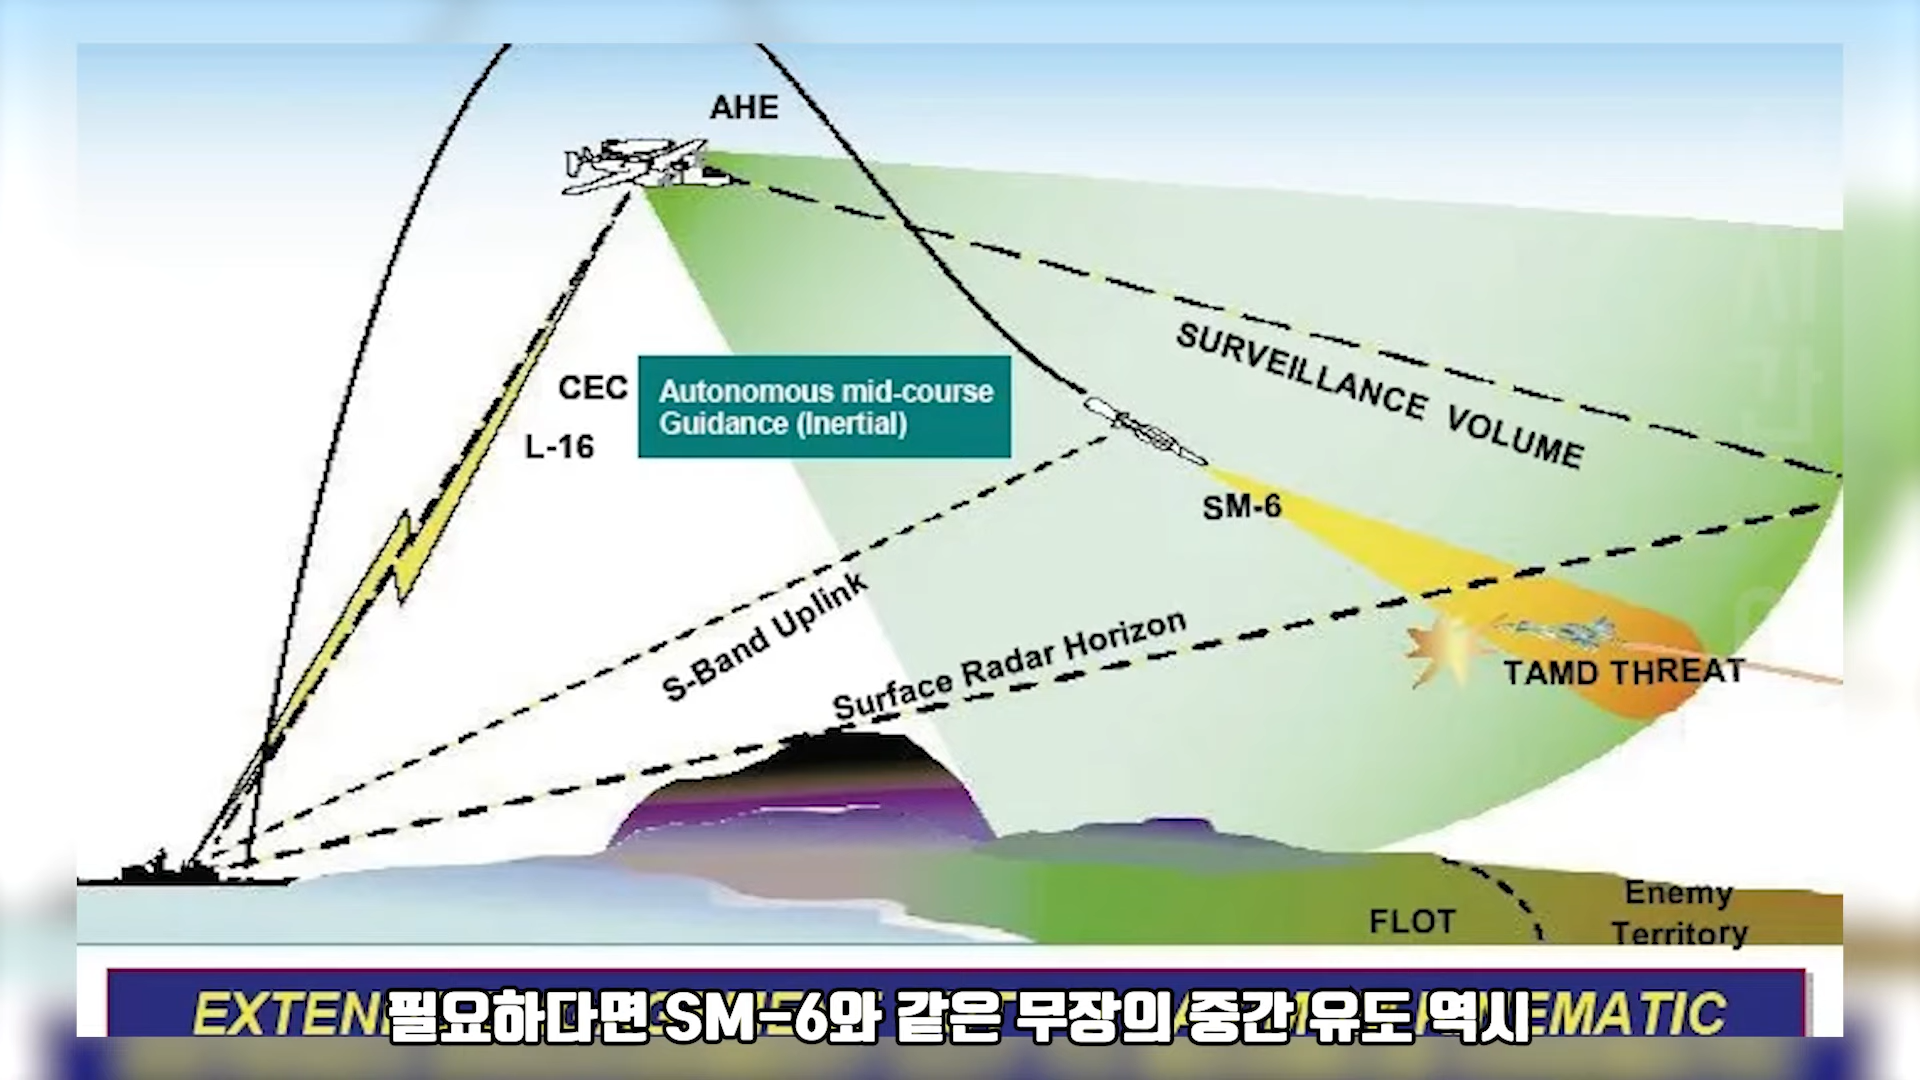 AHE
SURVEILLANCE VOLUME
CEC
L-16
Autonomous mid-course
Guidance (Inertial)
SM-6
S-Band Uplink
Surface Radar Horizon
TAMD THREAT
Enemy
Territory
FLOT
필요하다면 SM-6와 같은 무장의 중간 유도 역시